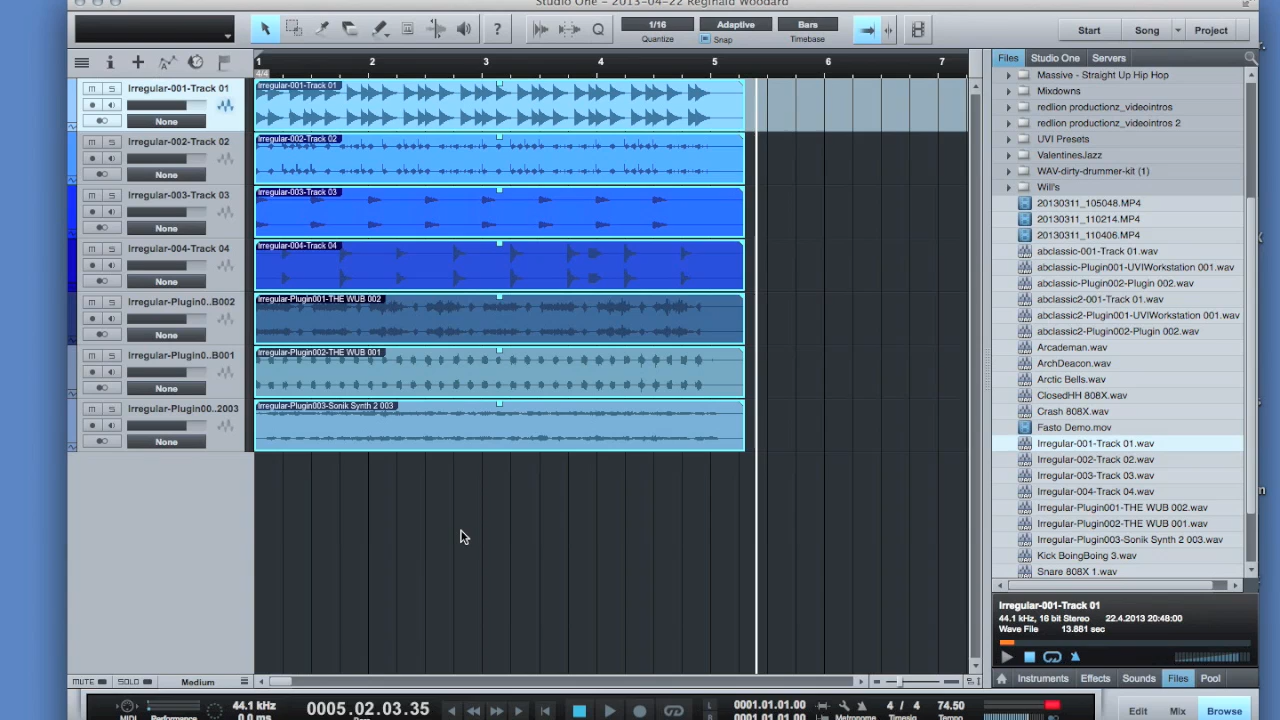 Studio One - 2013-04-22 Reginald Woodard
1/16
Quantize
Adaptive
Snap
Bars
Timebase
Start
Song
Project
1
2
3
4
5
6
7
4/4
Files
Studio One
Servers
M S Irregular-001-Track 01
None
Irregular-001-Track 01
M S Irregular-002-Track 02
None
Irregular-002-Track 02
M S Irregular-003-Track 03
None
Irregular-003-Track 03
M S Irregular-004-Track 04
None
Irregular-004-Track 04
M S Irregular-Plugin0..B002
None
Irregular-Plugin001-THE WUB 002
M S Irregular-Plugin0..B001
None
Irregular-Plugin002-THE WUB 001
M S Irregular-Plugin00..2003
None
Irregular-Plugin003-Sonik Synth 2 003
Massive - Straight Up Hip Hop
Mixdowns
redlion productionz_videointros
redlion productionz_videointros 2
UVI Presets
ValentinesJazz
WAV-dirty-drummer-kit (1)
Will's
20130311_105048.MP4
20130311_110214.MP4
20130311_110406.MP4
abclassic-001-Track 01.wav
abclassic-Plugin001-UVIWorkstation 001.wav
abclassic-Plugin002-Plugin 002.wav
abclassic2-001-Track 01.wav
abclassic2-Plugin001-UVIWorkstation 001.wav
abclassic2-Plugin002-Plugin 002.wav
Arcademan.wav
ArchDeacon.wav
Arctic Bells.wav
ClosedHH 808X.wav
Crash 808X.wav
Fasto Demo.mov
Irregular-001-Track 01.wav
Irregular-002-Track 02.wav
Irregular-003-Track 03.wav
Irregular-004-Track 04.wav
Irregular-Plugin001-THE WUB 002.wav
Irregular-Plugin002-THE WUB 001.wav
Irregular-Plugin003-Sonik Synth 2 003.wav
Kick BoingBoing 3.wav
Snare 808X 1.wav
Irregular-001-Track 01
44.1 kHz, 16 bit Stereo 22.4.2013 20:48:00
Wave File 13.881 sec
Instruments
Effects
Sounds
Files
Pool
MUTE
SOLO
Medium
MIDI
Performance
44.1 kHz
0.0 ms
0005.02.03.35
Bars
L 0001.01.01.00
0001.01.01.00
Metronome
4 / 4
Timesig
74.50
Tempo
Edit
Mix
Browse